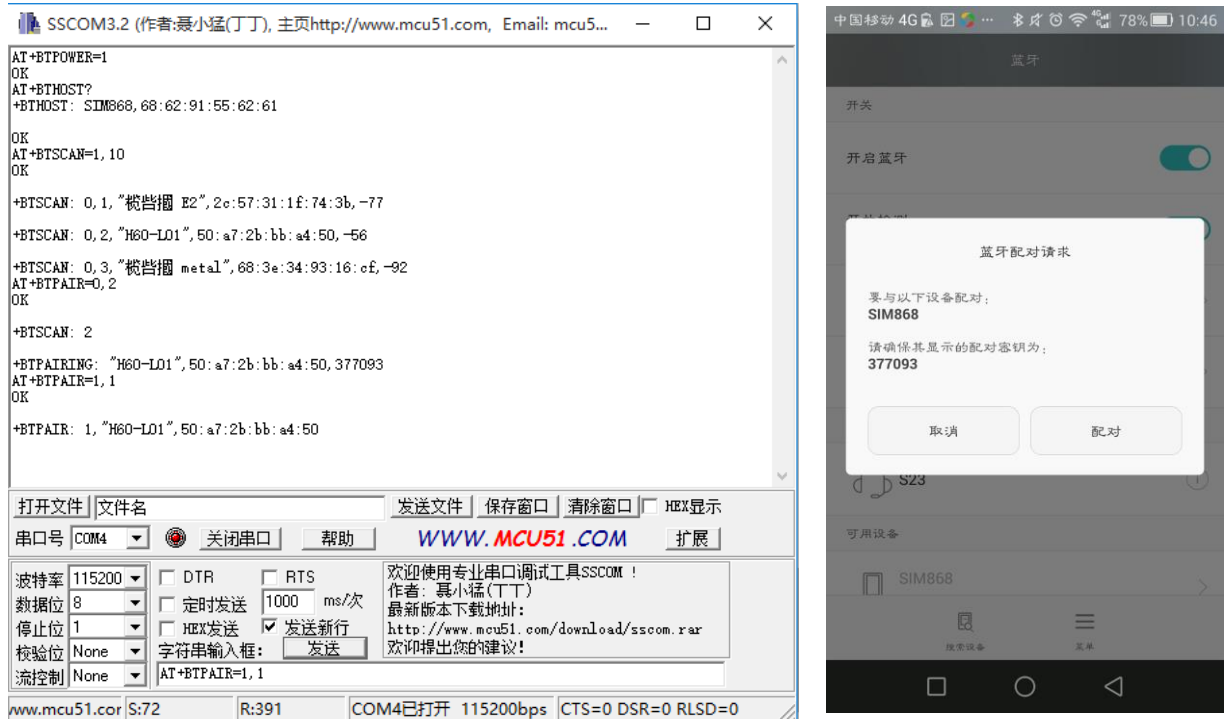 SSCOM3.2 (作者:聂小猛(丁丁), 主页http://www.mcu51.com, Email: mcu5...
AT+BTPOWER=1
OK
AT+BTHOST?
+BTHOST: SIM868,68:62:91:55:62:61
OK
AT+BTSCAN=1,10
OK
+BTSCAN: 0,1,"榄呰摑 E2",2c:57:31:1f:74:3b,-77
+BTSCAN: 0,2,"H60-L01",50:a7:2b:bb:a4:50,-56
+BTSCAN: 0,3,"榄呰摑 metal",68:3e:34:93:16:cf,-92
AT+BTPAIR=0,2
OK
+BTSCAN: 2
+BTPAIRING: "H60-L01",50:a7:2b:bb:a4:50,377093
AT+BTPAIR=1,1
OK
+BTPAIR: 1,"H60-L01",50:a7:2b:bb:a4:50
打开文件 文件名 发送文件 保存窗口 清除窗口 HEX显示
串口号 COM4 关闭串口 帮助 WWW.MCU51.COM 扩展
波特率 115200 DTR RTS
数据位 8 定时发送 1000 ms/次
停止位 1 HEX发送 发送新行
校验位 None 字符串输入框: 发送
流控制 None AT+BTPAIR=1,1
欢迎使用专业串口调试工具SSCOM !
作者: 聂小猛(丁丁)
最新版本下载地址:
http://www.mcu51.com/download/sscom.rar
欢迎提出您的建议!
www.mcu51.cor S:72 R:391 COM4已打开 115200bps CTS=0 DSR=0 RLSD=0
中国移动 4G ... 4G 78% 10:46
蓝牙
开关
开启蓝牙
蓝牙配对请求
要与以下设备配对:
SIM868
请确保其显示的配对密钥为:
377093
取消 配对
S23
可用设备
SIM868
搜索设备 菜单